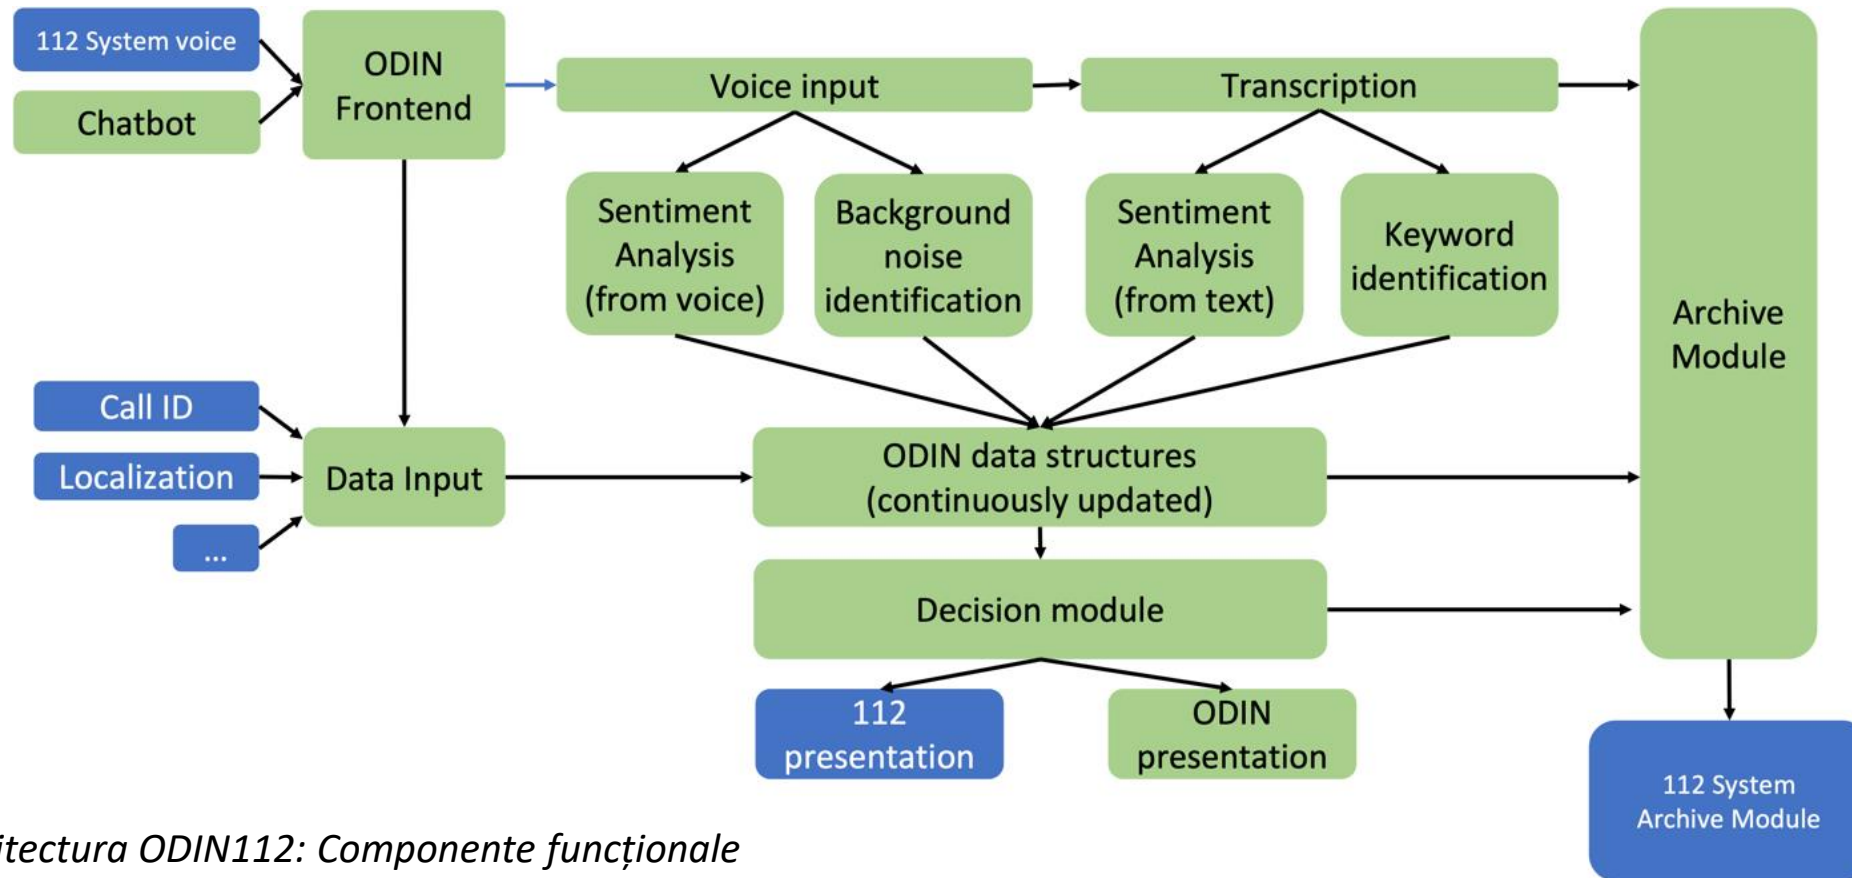 112 System voice
Chatbot
ODIN
Frontend
Voice input
Transcription
Sentiment
Analysis
(from voice)
Background
noise
identification
Sentiment
Analysis
(from text)
Keyword
identification
Archive
Module
Call ID
Localization
...
Data Input
ODIN data structures
(continuously updated)
Decision module
112
presentation
ODIN
presentation
112 System
Archive Module
itectura ODIN112: Componente funcționale